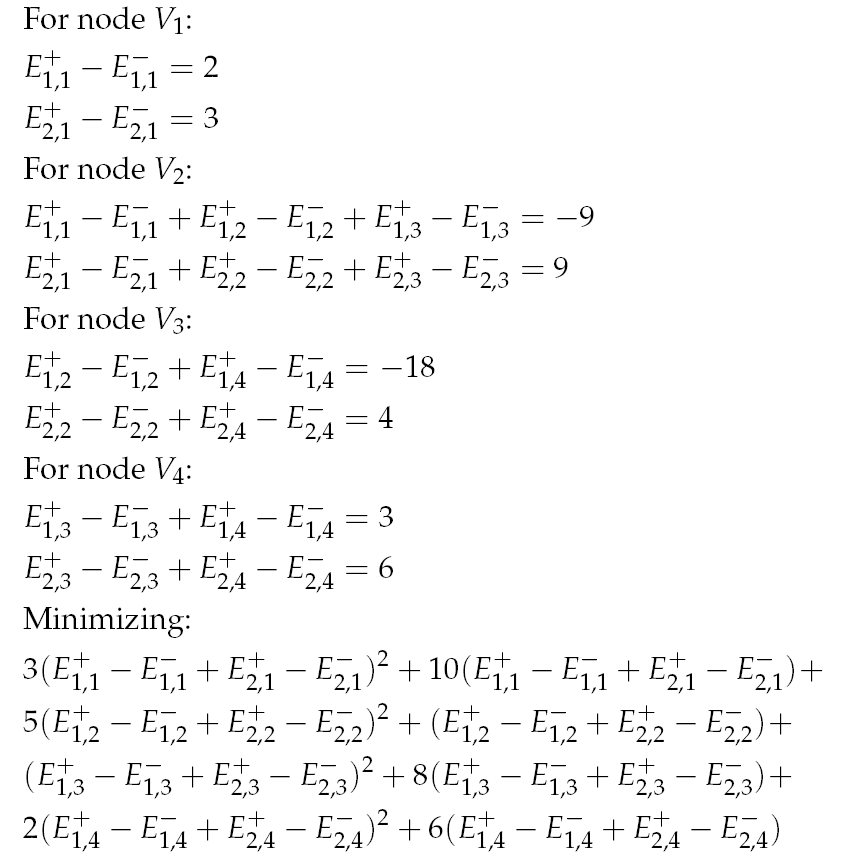 For node V₁:
E⁺₁,₁ − E⁻₁,₁ = 2
E⁺₂,₁ − E⁻₂,₁ = 3
For node V₂:
E⁺₁,₁ − E⁻₁,₁ + E⁺₁,₂ − E⁻₁,₂ + E⁺₁,₃ − E⁻₁,₃ = −9
E⁺₂,₁ − E⁻₂,₁ + E⁺₂,₂ − E⁻₂,₂ + E⁺₂,₃ − E⁻₂,₃ = 9
For node V₃:
E⁺₁,₂ − E⁻₁,₂ + E⁺₁,₄ − E⁻₁,₄ = −18
E⁺₂,₂ − E⁻₂,₂ + E⁺₂,₄ − E⁻₂,₄ = 4
For node V₄:
E⁺₁,₃ − E⁻₁,₃ + E⁺₁,₄ − E⁻₁,₄ = 3
E⁺₂,₃ − E⁻₂,₃ + E⁺₂,₄ − E⁻₂,₄ = 6
Minimizing:
3(E⁺₁,₁ − E⁻₁,₁ + E⁺₂,₁ − E⁻₂,₁)² + 10(E⁺₁,₁ − E⁻₁,₁ + E⁺₂,₁ − E⁻₂,₁)+
5(E⁺₁,₂ − E⁻₁,₂ + E⁺₂,₂ − E⁻₂,₂)² + (E⁺₁,₂ − E⁻₁,₂ + E⁺₂,₂ − E⁻₂,₂)+
(E⁺₁,₃ − E⁻₁,₃ + E⁺₂,₃ − E⁻₂,₃)² + 8(E⁺₁,₃ − E⁻₁,₃ + E⁺₂,₃ − E⁻₂,₃)+
2(E⁺₁,₄ − E⁻₁,₄ + E⁺₂,₄ − E⁻₂,₄)² + 6(E⁺₁,₄ − E⁻₁,₄ + E⁺₂,₄ − E⁻₂,₄)